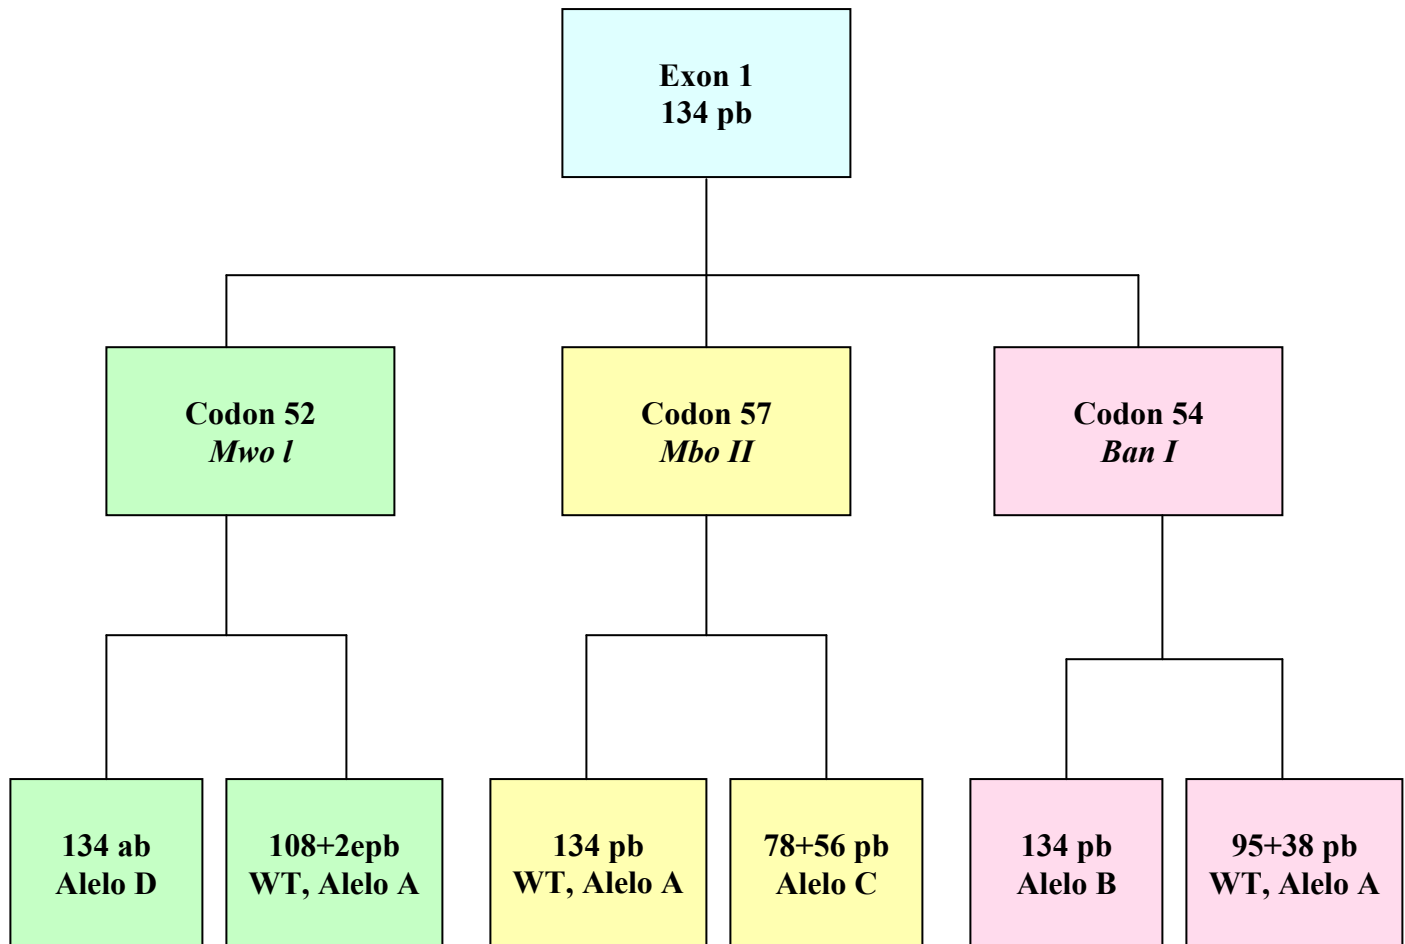 Exon 1
134 pb
Codon 52
Mwo l
Codon 57
Mbo II
Codon 54
Ban I
134 ab
Alelo D
108+2epb
WT, Alelo A
134 pb
WT, Alelo A
78+56 pb
Alelo C
134 pb
Alelo B
95+38 pb
WT, Alelo A